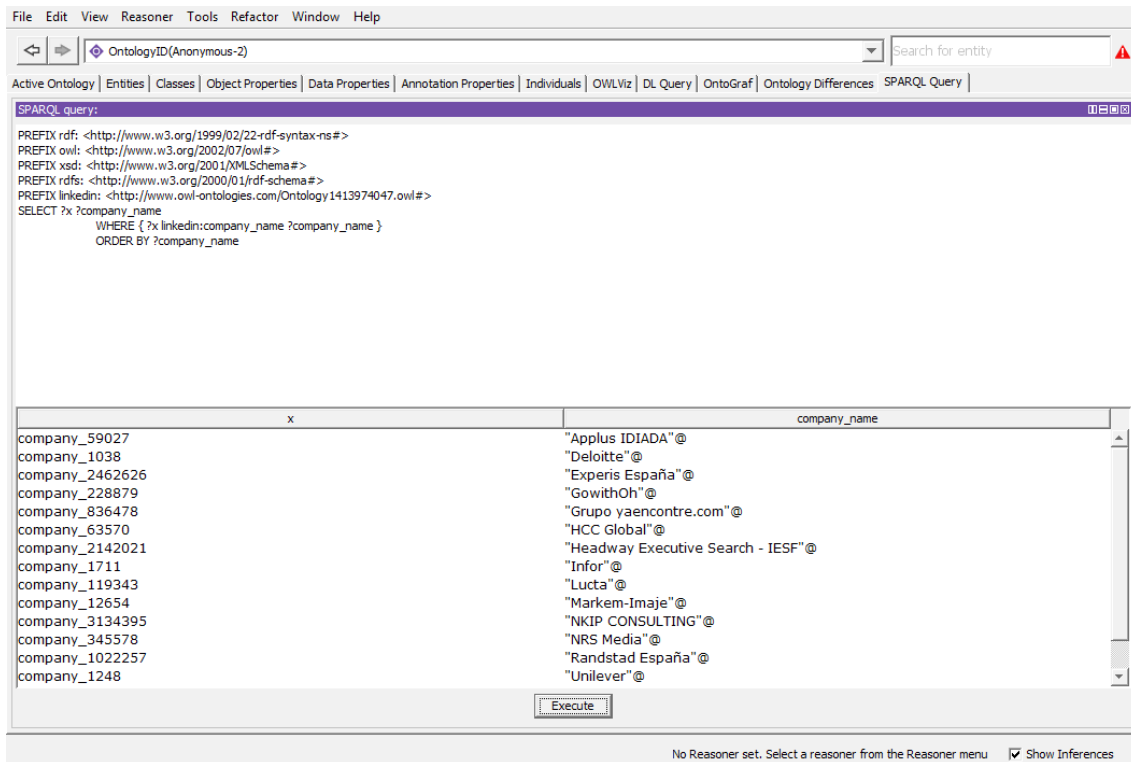 File Edit View Reasoner Tools Refactor Window Help
OntologyID(Anonymous-2)
Search for entity
Active Ontology Entities Classes Object Properties Data Properties Annotation Properties Individuals OWLViz DL Query OntoGraf Ontology Differences SPARQL Query
SPARQL query:
PREFIX rdf: <http://www.w3.org/1999/02/22-rdf-syntax-ns#>
PREFIX owl: <http://www.w3.org/2002/07/owl#>
PREFIX xsd: <http://www.w3.org/2001/XMLSchema#>
PREFIX rdfs: <http://www.w3.org/2000/01/rdf-schema#>
PREFIX linkedin: <http://www.owl-ontologies.com/Ontology1413974047.owl#>
SELECT ?x ?company_name
WHERE { ?x linkedin:company_name ?company_name }
ORDER BY ?company_name
x company_name
company_59027 "Applus IDIADA"@
company_1038 "Deloitte"@
company_2462626 "Experis España"@
company_228879 "GowithOh"@
company_836478 "Grupo yaencontre.com"@
company_63570 "HCC Global"@
company_2142021 "Headway Executive Search - IESF"@
company_1711 "Infor"@
company_119343 "Lucta"@
company_12654 "Markem-Imaje"@
company_3134395 "NKIP CONSULTING"@
company_345578 "NRS Media"@
company_1022257 "Randstad España"@
company_1248 "Unilever"@
Execute
No Reasoner set. Select a reasoner from the Reasoner menu Show Inferences